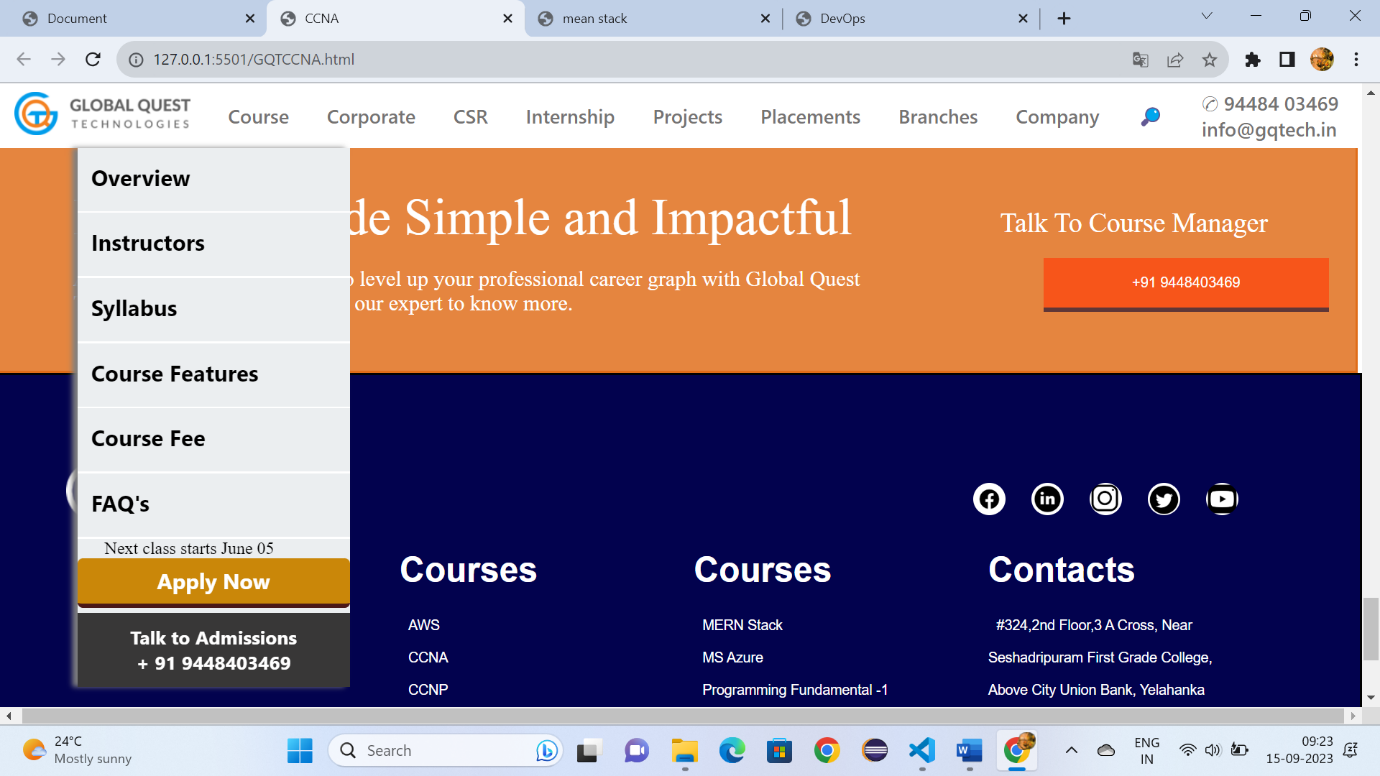 Document
CCNA
mean stack
DevOps
127.0.0.1:5501/GQTCCNA.html
GLOBAL QUEST
TECHNOLOGIES
Course
Corporate
CSR
Internship
Projects
Placements
Branches
Company
94484 03469
info@gqtech.in
Overview
Instructors
Syllabus
Course Features
Course Fee
FAQ's
Next class starts June 05
Apply Now
Talk to Admissions
+ 91 9448403469
de Simple and Impactful
level up your professional career graph with Global Quest
our expert to know more.
Talk To Course Manager
+91 9448403469
Courses
AWS
CCNA
CCNP
Courses
MERN Stack
MS Azure
Programming Fundamental -1
Contacts
#324,2nd Floor,3 A Cross, Near
Seshadripuram First Grade College,
Above City Union Bank, Yelahanka
24°C
Mostly sunny
Search
ENG
IN
09:23
15-09-2023